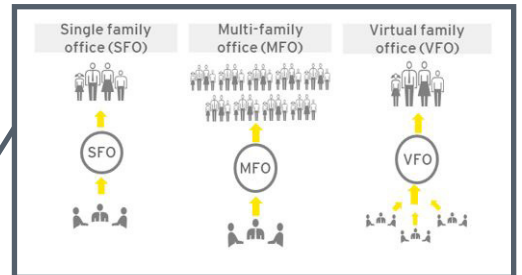 Single family
office (SFO)
Multi-family
office (MFO)
Virtual family
office (VFO)
SFO
MFO
VFO